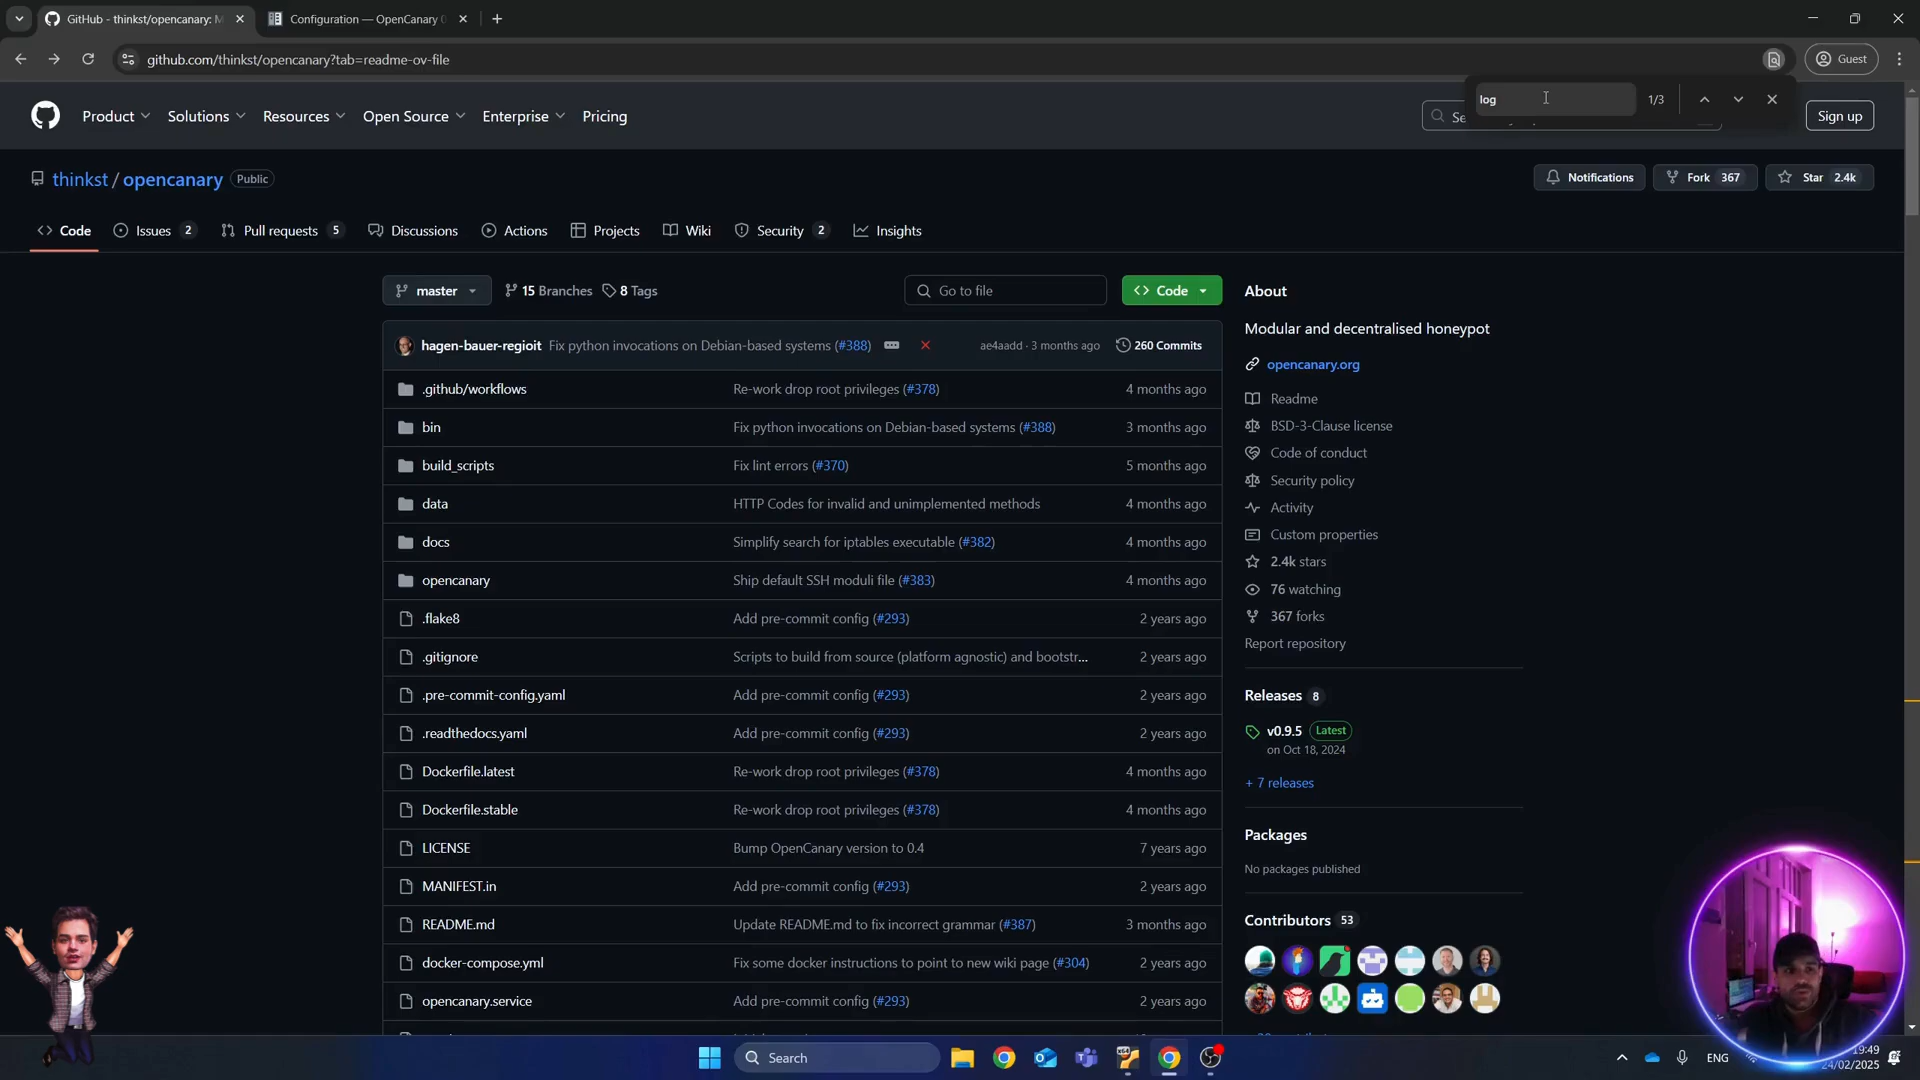 GitHub - thinkst/opencanary: M
Configuration — OpenCanary
github.com/thinkst/opencanary?tab=readme-ov-file
Guest
log
1/3
Product
Solutions
Resources
Open Source
Enterprise
Pricing
Sign up
thinkst / opencanary Public
Notifications
Fork 367
Star 2.4k
Code
Issues 2
Pull requests 5
Discussions
Actions
Projects
Wiki
Security 2
Insights
master
15 Branches
8 Tags
Go to file
Code
hagen-bauer-regioit Fix python invocations on Debian-based systems (#388) ae4aadd · 3 months ago 260 Commits
.github/workflows Re-work drop root privileges (#378) 4 months ago
bin Fix python invocations on Debian-based systems (#388) 3 months ago
build_scripts Fix lint errors (#370) 5 months ago
data HTTP Codes for invalid and unimplemented methods 4 months ago
docs Simplify search for iptables executable (#382) 4 months ago
opencanary Ship default SSH moduli file (#383) 4 months ago
.flake8 Add pre-commit config (#293) 2 years ago
.gitignore Scripts to build from source (platform agnostic) and bootstr... 2 years ago
.pre-commit-config.yaml Add pre-commit config (#293) 2 years ago
.readthedocs.yaml Add pre-commit config (#293) 2 years ago
Dockerfile.latest Re-work drop root privileges (#378) 4 months ago
Dockerfile.stable Re-work drop root privileges (#378) 4 months ago
LICENSE Bump OpenCanary version to 0.4 7 years ago
MANIFEST.in Add pre-commit config (#293) 2 years ago
README.md Update README.md to fix incorrect grammar (#387) 3 months ago
docker-compose.yml Fix some docker instructions to point to new wiki page (#304) 2 years ago
opencanary.service Add pre-commit config (#293) 2 years ago
About
Modular and decentralised honeypot
opencanary.org
Readme
BSD-3-Clause license
Code of conduct
Security policy
Activity
Custom properties
2.4k stars
76 watching
367 forks
Report repository
Releases 8
v0.9.5 Latest
on Oct 18, 2024
+ 7 releases
Packages
No packages published
Contributors 53
Search
ENG
19:49
24/02/2025